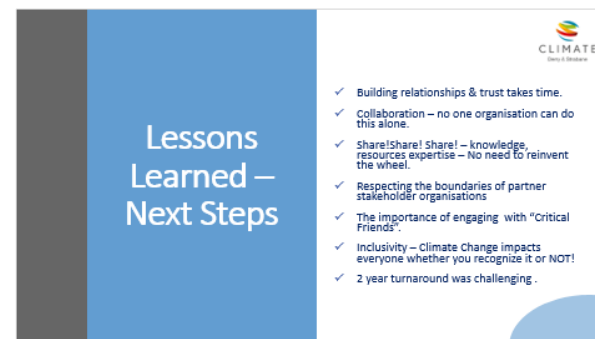 CLIMATE
Derry & Strabane
Lessons
Learned –
Next Steps
✓ Building relationships & trust takes time.
✓ Collaboration – no one organisation can do
this alone.
✓ Share!Share! Share! – knowledge,
resources expertise – No need to reinvent
the wheel.
✓ Respecting the boundaries of partner
stakeholder organisations
✓ The importance of engaging with “Critical
Friends”.
✓ Inclusivity – Climate Change impacts
everyone whether you recognize it or NOT!
✓ 2 year turnaround was challenging .